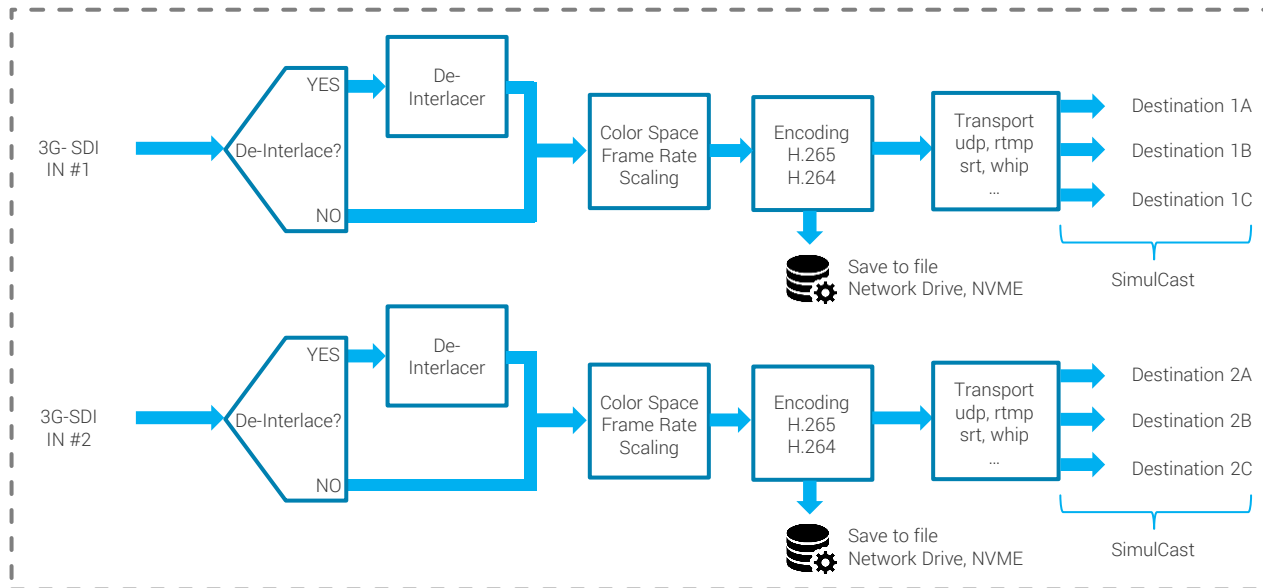 3G- SDI
IN #1
De-Interlace?
YES
NO
De-
Interlacer
Color Space
Frame Rate
Scaling
Encoding
H.265
H.264
Save to file
Network Drive, NVME
Transport
udp, rtmp
srt, whip
...
Destination 1A
Destination 1B
Destination 1C
SimulCast
3G-SDI
IN #2
De-Interlace?
YES
NO
De-
Interlacer
Color Space
Frame Rate
Scaling
Encoding
H.265
H.264
Save to file
Network Drive, NVME
Transport
udp, rtmp
srt, whip
...
Destination 2A
Destination 2B
Destination 2C
SimulCast